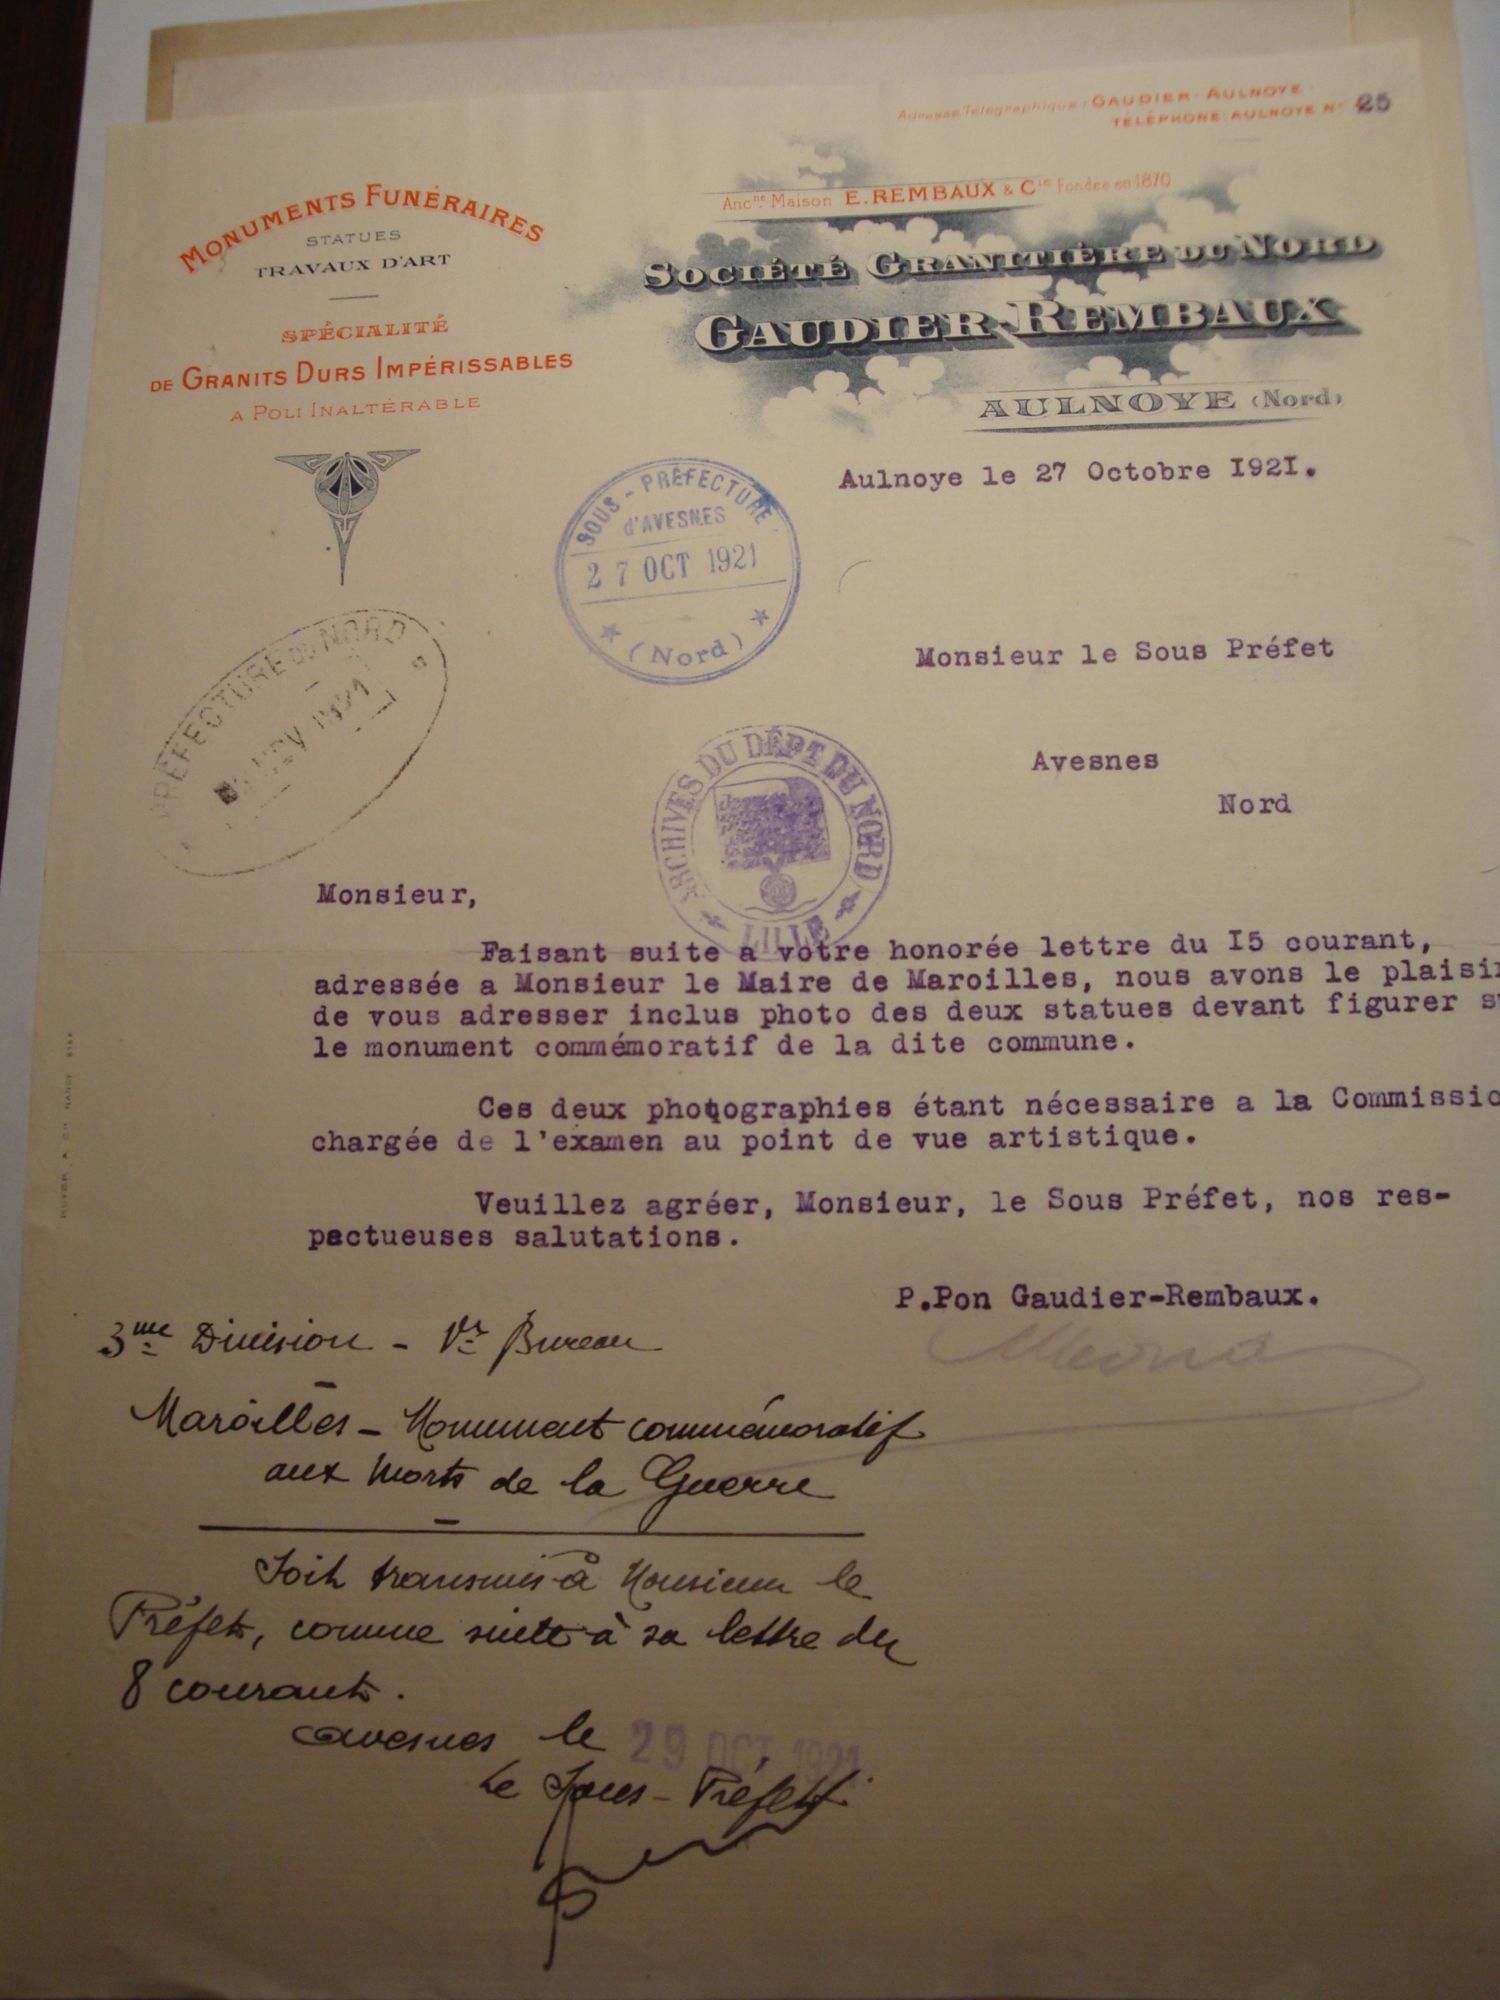 Adresse Télégraphique: GAUDIER-AULNOYE
TÉLÉPHONE: AULNOYE No 25
MONUMENTS FUNÉRAIRES
STATUES
TRAVAUX D'ART
SPÉCIALITÉ
DE GRANITS DURS IMPÉRISSABLES
A POLI INALTÉRABLE
Ancne Maison E. REMBAUX & Cie Fondée en 1870
SOCIÉTÉ GRANITIÈRE DU NORD
GAUDIER-REMBAUX
AULNOYE (Nord)
Aulnoye le 27 Octobre I92I.
SOUS-PRÉFECTURE
d'AVESNES
27 OCT 1921
(Nord)
PRÉFECTURE DU NORD
Monsieur le Sous Préfet
Avesnes
Nord
ARCHIVES DU DÉPT DU NORD
LILLE
Monsieur,
Faisant suite a votre honorée lettre du I5 courant,
adressée a Monsieur le Maire de Maroilles, nous avons le plaisi
de vous adresser inclus photo des deux statues devant figurer s
le monument commémoratif de la dite commune.
Ces deux photographies étant nécessaire a la Commissio
chargée de l'examen au point de vue artistique.
Veuillez agréer, Monsieur, le Sous Préfet, nos res-
pectueuses salutations.
P.Pon Gaudier-Rembaux.
3me Division - Bureau
Maroilles - Monument commémoratif
aux Morts de la Guerre
Soit transmis à Monsieur le
Préfet, comme suite à sa lettre du
8 courant.
Avesnes le 29 OCT 1921
Le Sous-Préfet